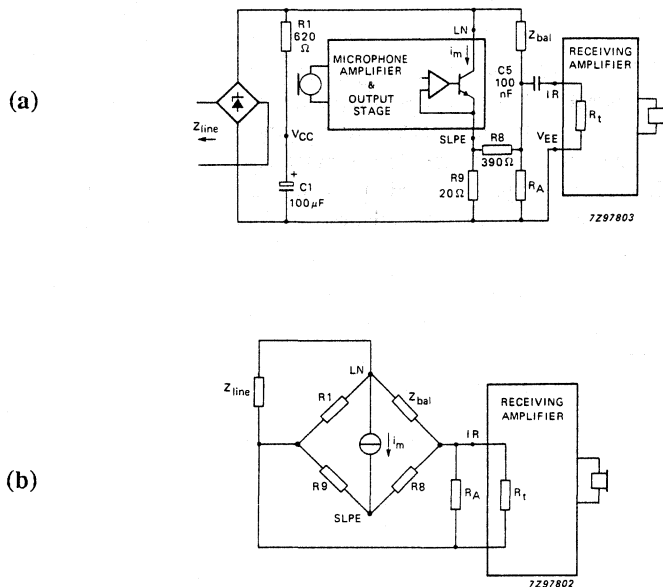 (a)
R1
620
Ω
MICROPHONE
AMPLIFIER
&
OUTPUT
STAGE
LN
im
Zbal
C5
100
nF
RECEIVING
AMPLIFIER
IR
Rt
Zline
VCC
SLPE
R8
390Ω
VEE
+
C1
100μF
R9
20Ω
RA
7Z97803
(b)
Zline
LN
R1
Zbal
im
R9
R8
SLPE
IR
RA
Rt
RECEIVING
AMPLIFIER
7Z97802